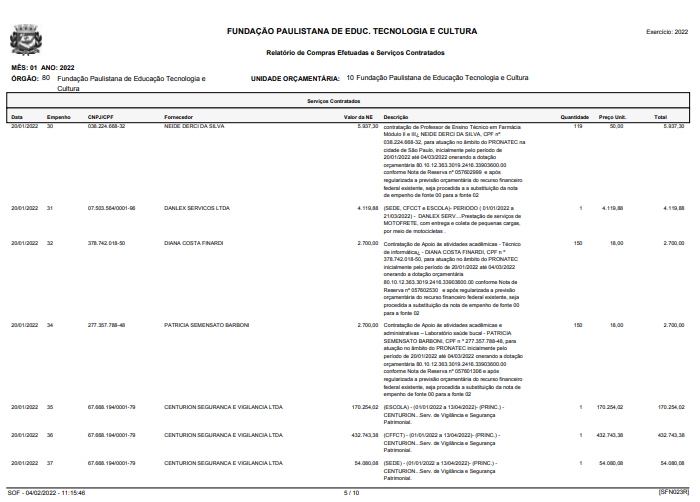 FUNDAÇÃO PAULISTANA DE EDUC. TECNOLOGIA E CULTURA
Exercício: 2022
Relatório de Compras Efetuadas e Serviços Contratados
MÊS: 01 ANO: 2022
ÓRGÃO: 80 Fundação Paulistana de Educação Tecnologia e Cultura
UNIDADE ORÇAMENTÁRIA: 10 Fundação Paulistana de Educação Tecnologia e Cultura
Serviços Contratados
Data Empenho CNPJ/CPF Fornecedor Valor da NE Descrição Quantidade Preço Unit. Total
20/01/2022 30 038.224.668-32 NEIDE DERCI DA SILVA 5.937,30 contratação de Professor de Ensino Técnico em Farmácia 119 50,00 5.937,30
Módulo II e III¿ NEIDE DERCI DA SILVA, CPF nº
038.224.668-32, para atuação no âmbito do PRONATEC na
cidade de São Paulo, inicialmente pelo período de
20/01/2022 até 04/03/2022 onerando a dotação
orçamentária 80.10.12.363.3019.2416.33903600.00
conforme Nota de Reserva nº 057602999 e após
regularizada a previsão orçamentária do recurso financeiro
federal existente, seja procedida a substituição da nota
de empenho de fonte 00 para a fonte 02
20/01/2022 31 07.503.564/0001-98 DANLEX SERVICOS LTDA 4.119,88 (SEDE, CFCCT e ESCOLA)- PERIODO ( 01/01/2022 a 1 4.119,88 4.119,88
21/03/2022) - DANLEX SERV....Prestação de serviços de
MOTOFRETE, com entrega e coleta de pequenas cargas,
por meio de motocicletas .
20/01/2022 32 378.742.018-50 DIANA COSTA FINARDI 2.700,00 Contratação de Apoio às atividades acadêmicas - Técnico 150 18,00 2.700,00
de informática¿ - DIANA COSTA FINARDI, CPF n º
378.742.018-50, para atuação no âmbito do PRONATEC
inicialmente pelo período de 20/01/2022 até 04/03/2022
onerando a dotação orçamentária
80.10.12.363.3019.2416.33903600.00 conforme Nota de
Reserva nº 057602530 e após regularizada a previsão
orçamentária do recurso financeiro federal existente, seja
procedida a substituição da nota de empenho de fonte 00
para a fonte 02
20/01/2022 34 277.357.788-48 PATRICIA SEMENSATO BARBONI 2.700,00 Contratação de Apoio às atividades acadêmicas e 150 18,00 2.700,00
administrativas – Laboratório saúde bucal - PATRICIA
SEMENSATO BARBONI, CPF n º 277.357.788-48, para
atuação no âmbito do PRONATEC inicialmente pelo
período de 20/01/2022 até 04/03/2022 onerando a dotação
orçamentária 80.10.12.363.3019.2416.33903600.00
conforme Nota de Reserva nº 057601306 e após
regularizada a previsão orçamentária do recurso financeiro
federal existente, seja procedida a substituição da nota de
empenho de fonte 00 para a fonte 02
20/01/2022 35 67.668.194/0001-79 CENTURION SEGURANCA E VIGILANCIA LTDA 170.254,02 (ESCOLA) - (01/01/2022 a 13/04/2022)- (PRINC.) - 1 170.254,02 170.254,02
CENTURION...Serv. de Vigilância e Segurança
Patrimonial.
20/01/2022 36 67.668.194/0001-79 CENTURION SEGURANCA E VIGILANCIA LTDA 432.743,38 (CFFCT) - (01/01/2022 a 13/04/2022)- (PRINC.) - 1 432.743,38 432.743,38
CENTURION...Serv. de Vigilância e Segurança
Patrimonial.
20/01/2022 37 67.668.194/0001-79 CENTURION SEGURANCA E VIGILANCIA LTDA 54.080,08 (SEDE) - (01/01/2022 a 13/04/2022)- (PRINC.) - 1 54.080,08 54.080,08
CENTURION...Serv. de Vigilância e Segurança
Patrimonial.
SOF - 04/02/2022 - 11:15:46 5 / 10 [SFN023R]